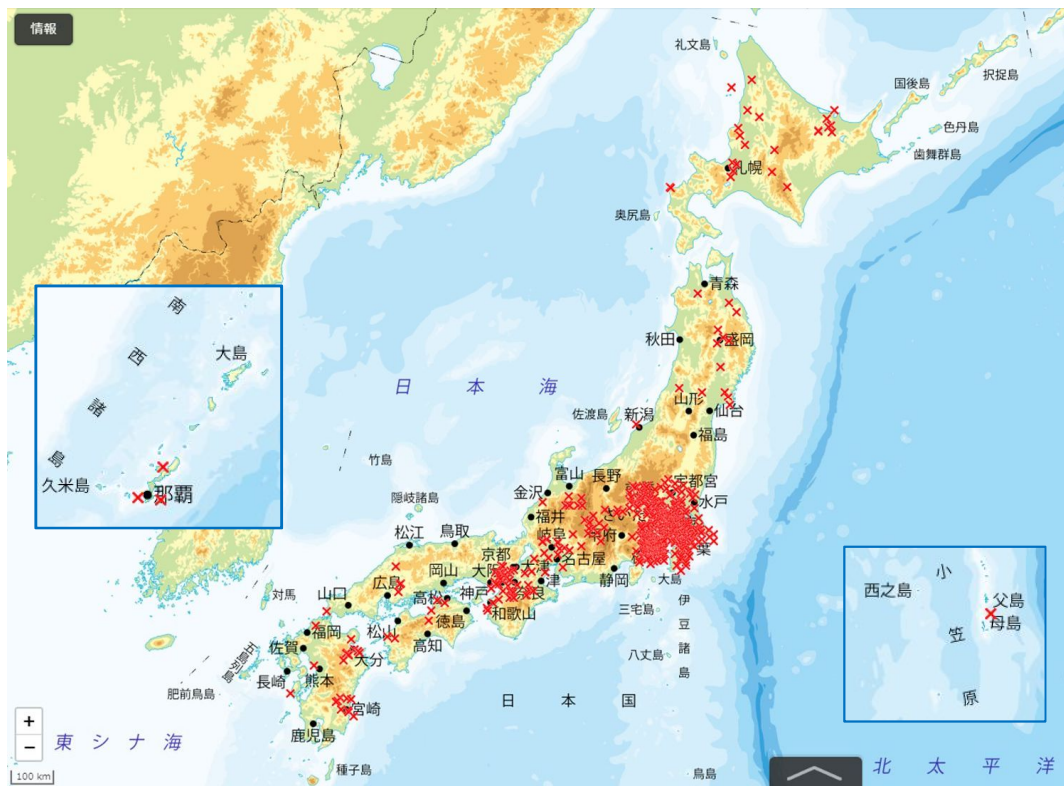 情報
礼文島
国後島
択捉島
色丹島
歯舞群島
札幌
奥尻島
青森
秋田
盛岡
日本海
佐渡島
新潟
山形
仙台
福島
竹島
隠岐諸島
富山
長野
宇都宮
金沢
水戸
福井
岐阜
甲府
松江
鳥取
京都
大津
名古屋
津
静岡
大島
対馬
山口
広島
岡山
神戸
高松
奈良
和歌山
徳島
松山
高知
三宅島
伊豆諸島
八丈島
福岡
佐賀
大分
五島列島
長崎
熊本
肥前鳥島
宮崎
鹿児島
種子島
日本国
鳥島
東シナ海
北太平洋
南西諸島
大島
久米島
那覇
小笠原
西之島
父島
母島
+
−
100 km